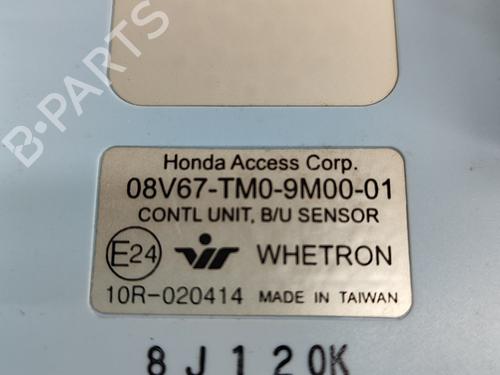 B-PARTS
Honda Access Corp.
08V67-TM0-9M00-01
CONTL UNIT, B/U SENSOR
E24 WHETRON
10R-020414 MADE IN TAIWAN
8J120K